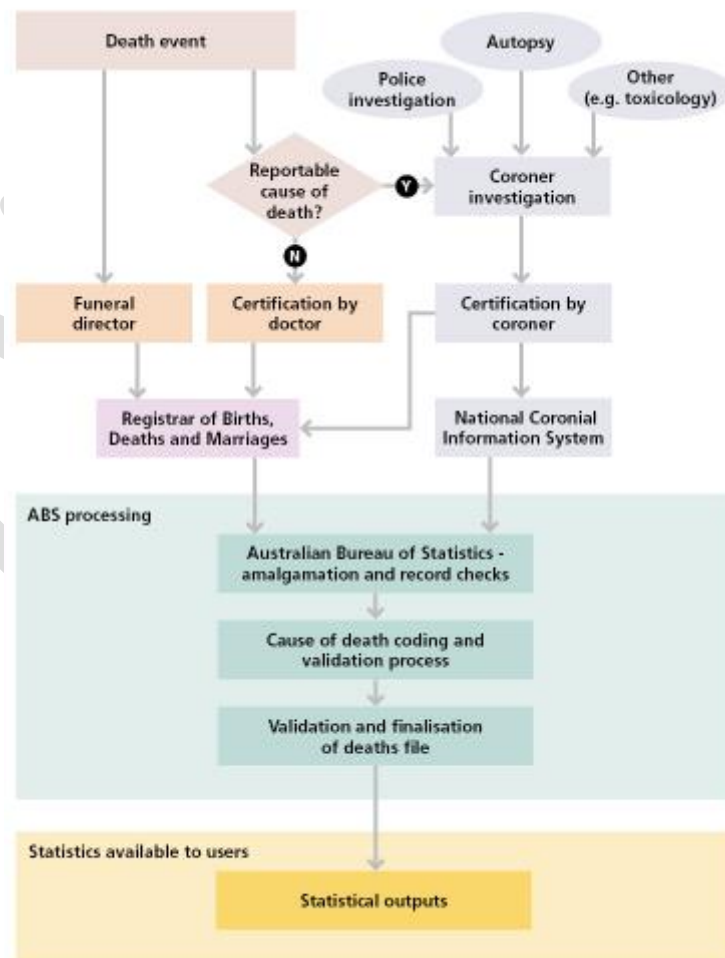 Death event
Autopsy
Police
investigation
Other
(e.g. toxicology)
Reportable
cause of
death?
Y
Coroner
investigation
N
Funeral
director
Certification by
doctor
Certification by
coroner
Registrar of Births,
Deaths and Marriages
National Coronial
Information System
ABS processing
Australian Bureau of Statistics -
amalgamation and record checks
Cause of death coding and
validation process
Validation and finalisation
of deaths file
Statistics available to users
Statistical outputs